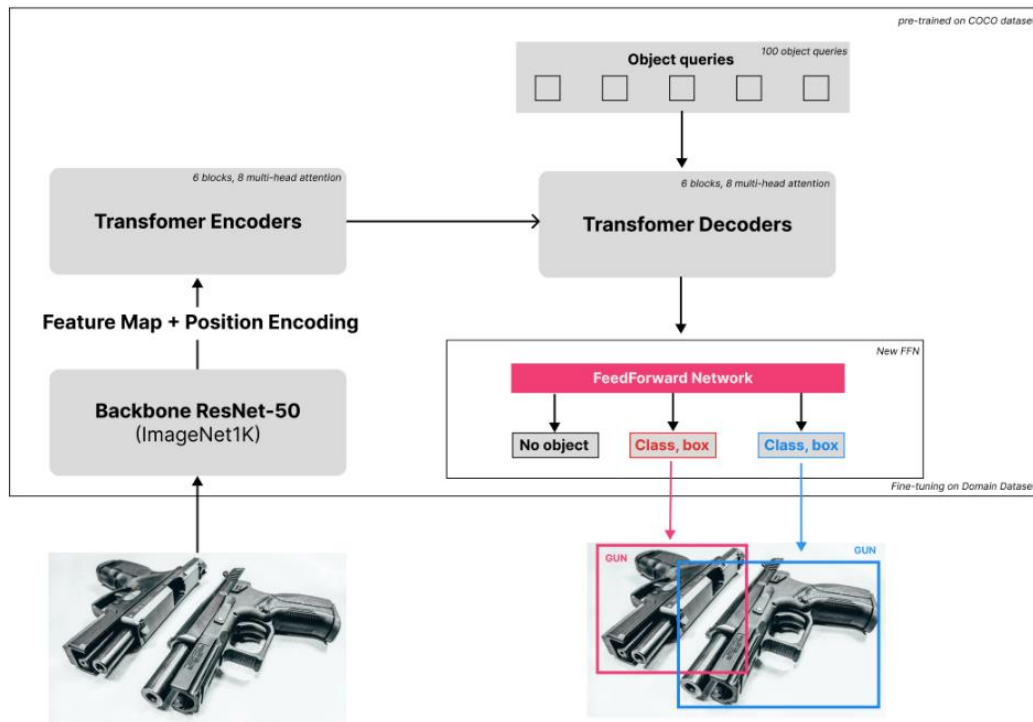 pre-trained on COCO dataset
100 object queries
Object queries
6 blocks, 8 multi-head attention
Transfomer Encoders
6 blocks, 8 multi-head attention
Transfomer Decoders
Feature Map + Position Encoding
New FFN
FeedForward Network
Backbone ResNet-50
(ImageNet1K)
No object
Class, box
Class, box
Fine-tuning on Domain Dataset
GUN
GUN